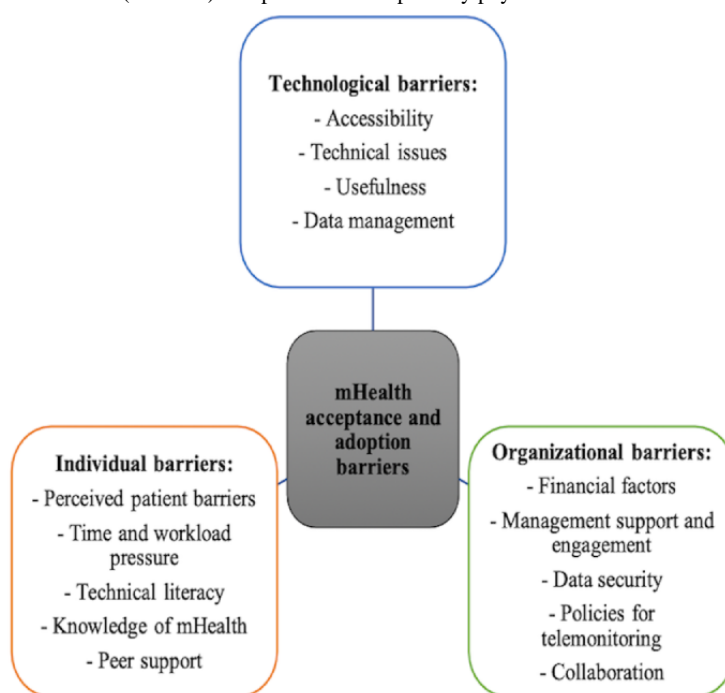 Technological barriers:
- Accessibility
- Technical issues
- Usefulness
- Data management
mHealth
acceptance and
adoption
barriers
Individual barriers:
- Perceived patient barriers
- Time and workload
pressure
- Technical literacy
- Knowledge of mHealth
- Peer support
Organizational barriers:
- Financial factors
- Management support and
engagement
- Data security
- Policies for
telemonitoring
- Collaboration